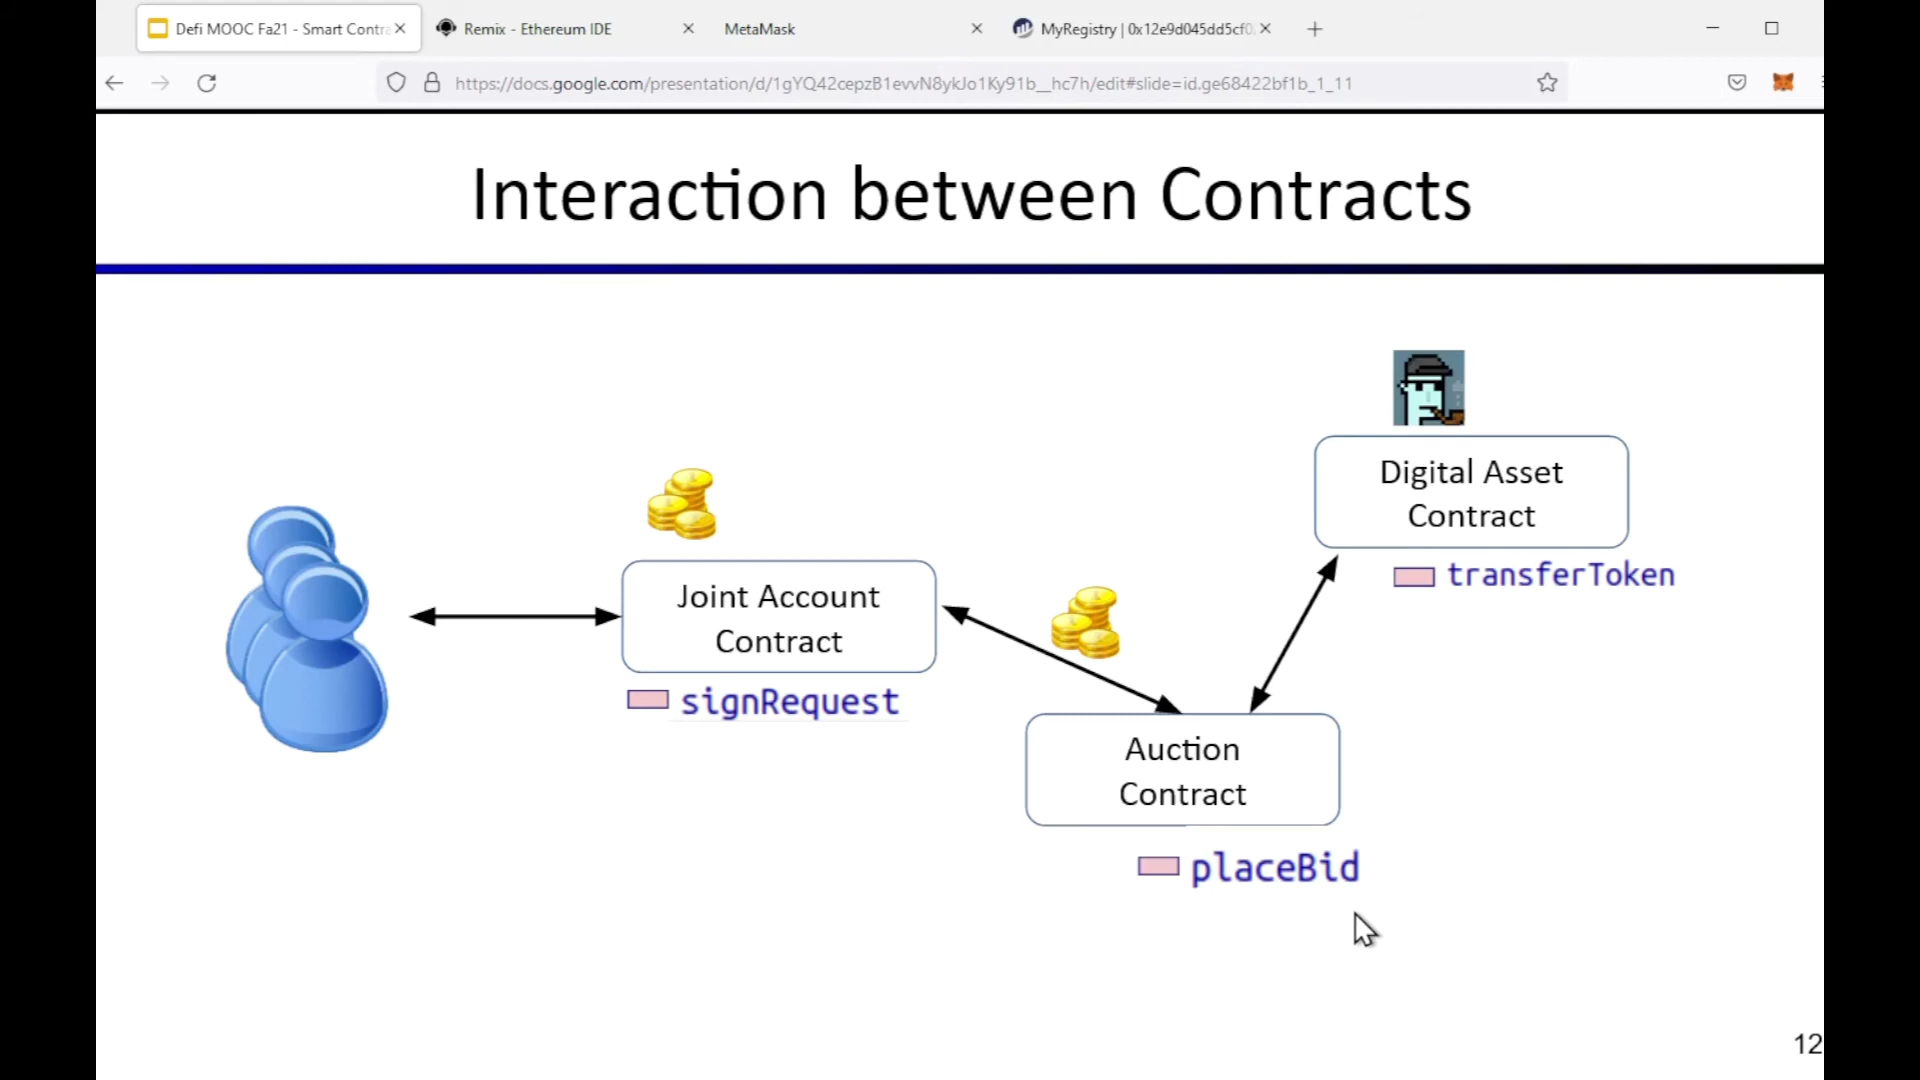 Defi MOOC Fa21 - Smart Contra
Remix - Ethereum IDE
MetaMask
MyRegistry | 0x12e9d045dd5cf0
https://docs.google.com/presentation/d/1gYQ42cepzB1evvN8ykJo1Ky91b__hc7h/edit#slide=id.ge68422bf1b_1_11
Interaction between Contracts
Digital Asset
Contract
transferToken
Joint Account
Contract
signRequest
Auction
Contract
placeBid
12